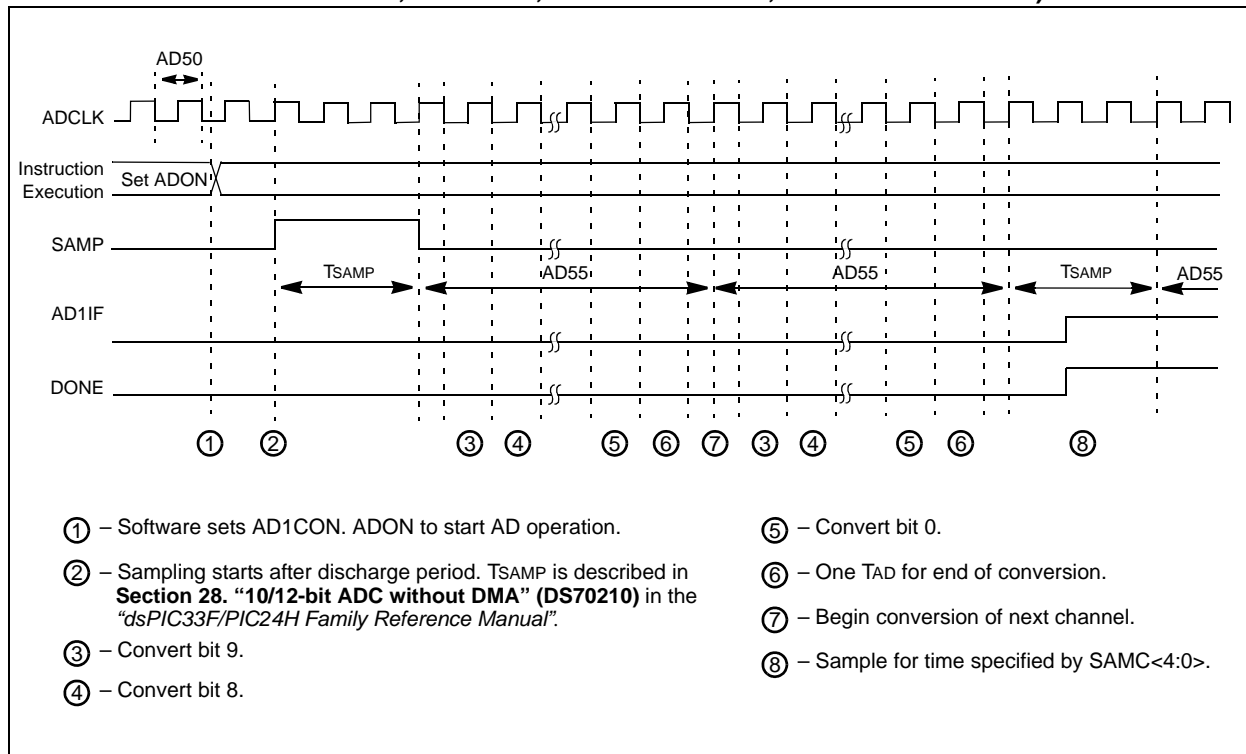 AD50
ADCLK
Instruction
Execution
Set ADON
SAMP
TSAMP
AD55
AD55
TSAMP
AD55
AD1IF
DONE
1 2 3 4 5 6 7 3 4 5 6 8
1 – Software sets AD1CON. ADON to start AD operation.
2 – Sampling starts after discharge period. TSAMP is described in
Section 28. “10/12-bit ADC without DMA” (DS70210) in the
“dsPIC33F/PIC24H Family Reference Manual”.
3 – Convert bit 9.
4 – Convert bit 8.
5 – Convert bit 0.
6 – One TAD for end of conversion.
7 – Begin conversion of next channel.
8 – Sample for time specified by SAMC<4:0>.